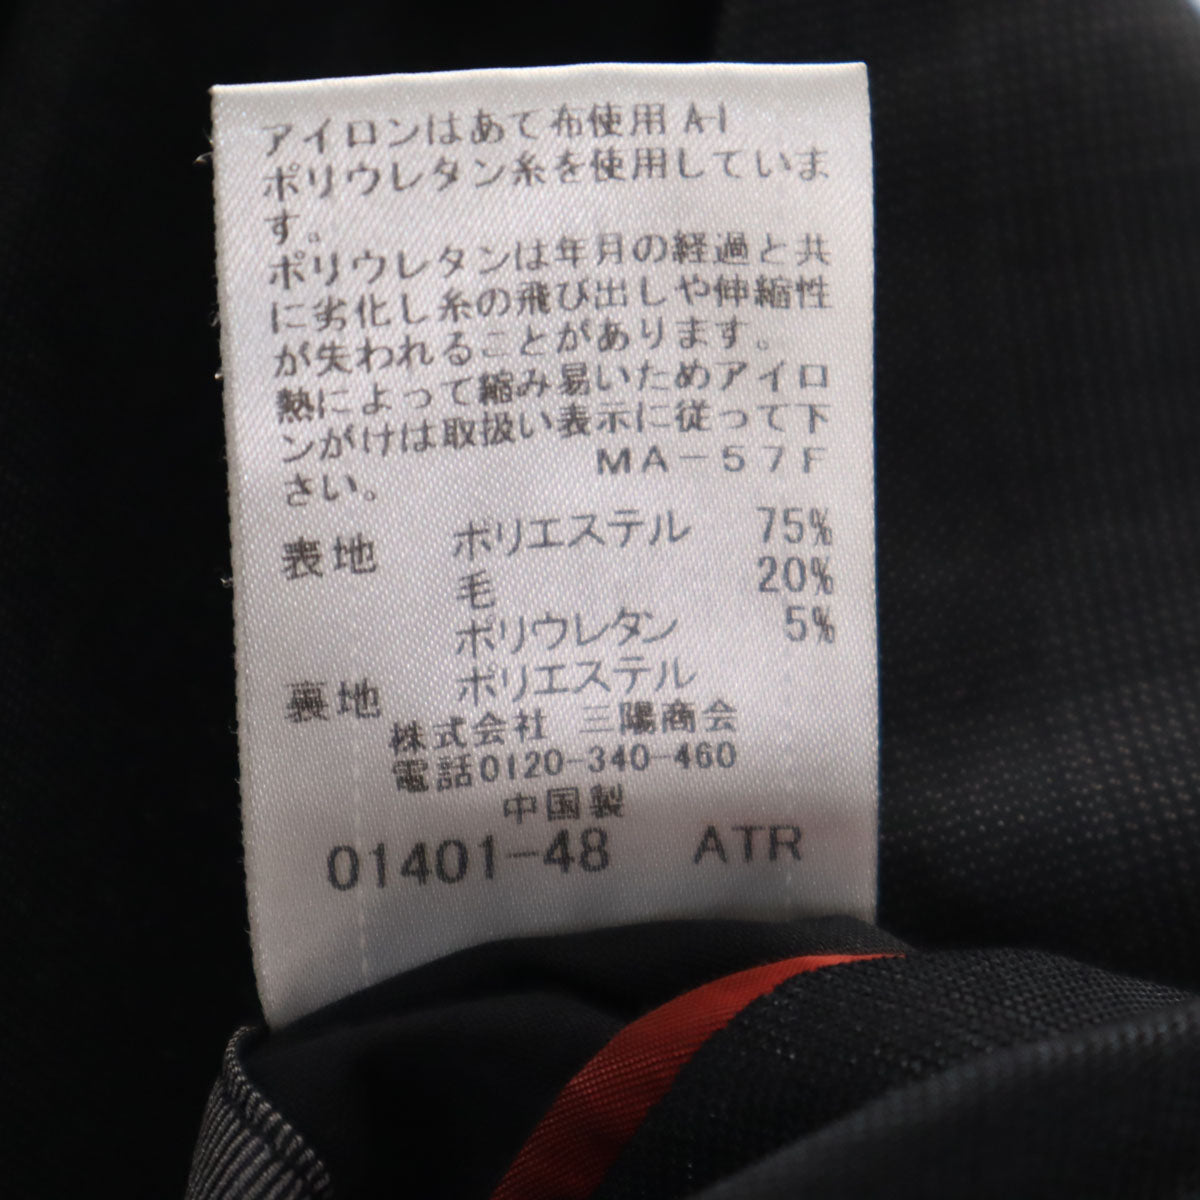 アイロンはあて布使用 A-1
ポリウレタン糸を使用していま
す。
ポリウレタンは年月の経過と共
に劣化し糸の飛び出しや伸縮性
が失われることがあります。
熱によって縮み易いためアイロ
ンがけは取扱い表示に従って下
さい。 MA-57F
表地 ポリエステル 75%
毛 20%
ポリウレタン 5%
裏地 ポリエステル
株式会社 三陽商会
電話0120-340-460
中国製
01401-48 ATR